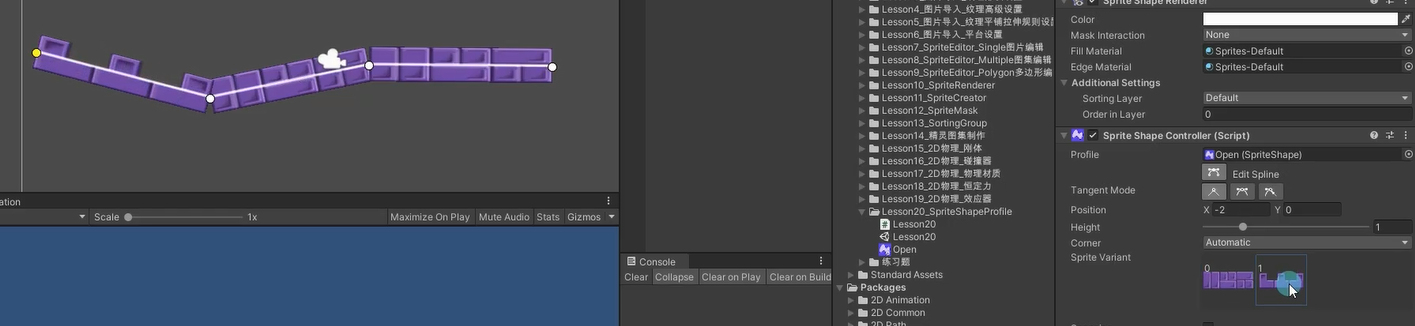 ation
Scale
1x
Maximize On Play
Mute Audio
Stats
Gizmos
Console
Clear
Collapse
Clear on Play
Clear on Build
Lesson4_图片导入_纹理高级设置
Lesson5_图片导入_纹理平铺拉伸规则设
Lesson6_图片导入_平台设置
Lesson7_SpriteEditor_Single图片编辑
Lesson8_SpriteEditor_Multiple图集编辑
Lesson9_SpriteEditor_Polygon多边形编
Lesson10_SpriteRenderer
Lesson11_SpriteCreator
Lesson12_SpriteMask
Lesson13_SortingGroup
Lesson14_精灵图集制作
Lesson15_2D物理_刚体
Lesson16_2D物理_碰撞器
Lesson17_2D物理_物理材质
Lesson18_2D物理_恒定力
Lesson19_2D物理_效应器
Lesson20_SpriteShapeProfile
Lesson20
Lesson20
Open
练习题
Standard Assets
Packages
2D Animation
2D Common
2D Path
Sprite Shape Renderer
Color
Mask Interaction None
Fill Material Sprites-Default
Edge Material Sprites-Default
Additional Settings
Sorting Layer Default
Order in Layer 0
Sprite Shape Controller (Script)
Profile Open (SpriteShape)
Edit Spline
Tangent Mode
Position X -2 Y 0
Height 1
Corner Automatic
Sprite Variant
0 1